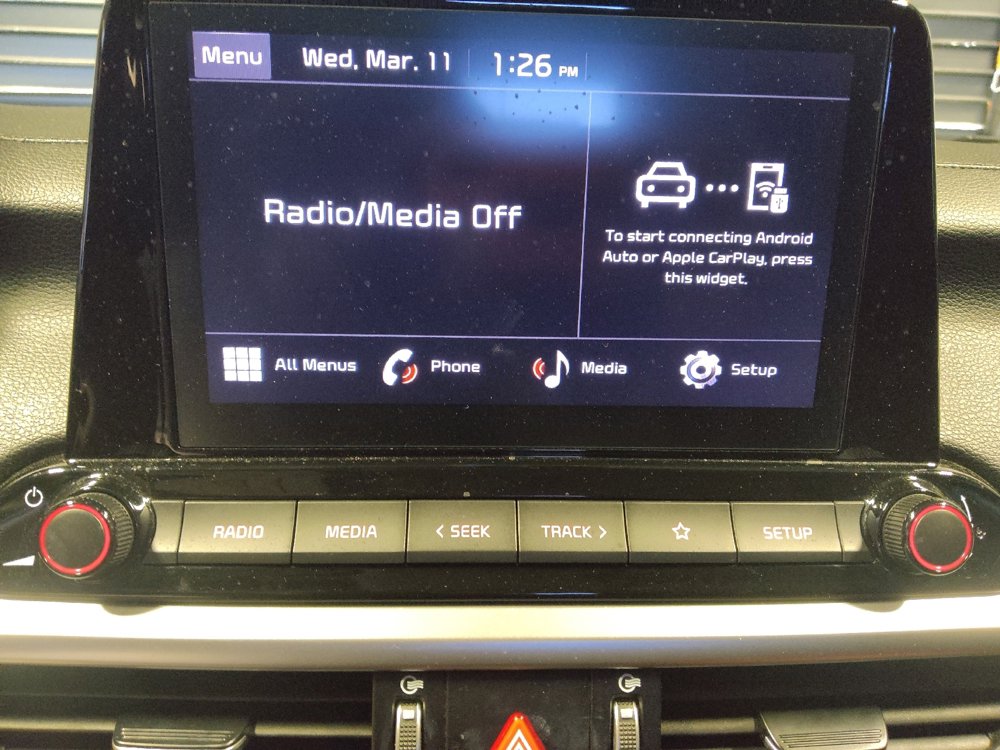 Menu Wed, Mar. 11 1:26 PM
Radio/Media Off
To start connecting Android
Auto or Apple CarPlay, press
this widget.
All Menus Phone Media Setup
RADIO MEDIA < SEEK TRACK > SETUP